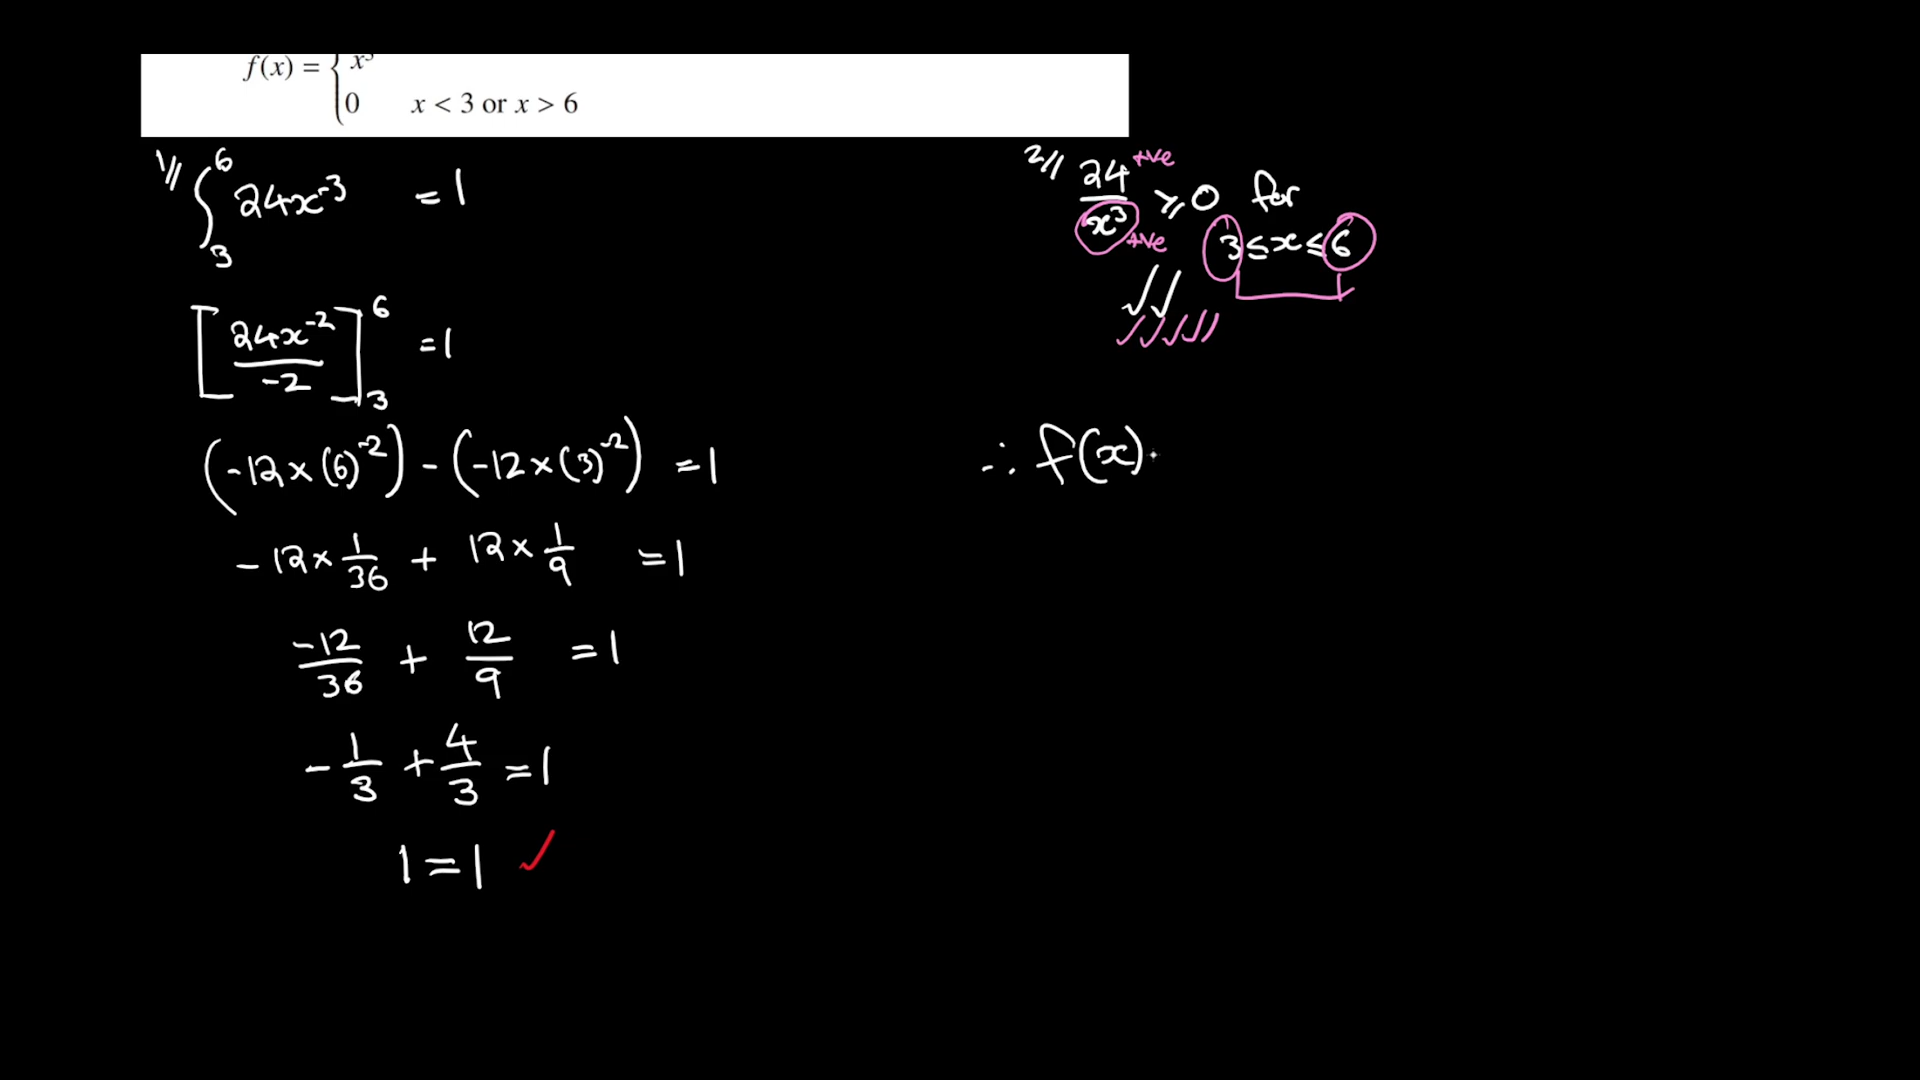 f(x) = { x³
0 x < 3 or x > 6
1// ∫₃⁶ 24x⁻³ = 1
[24x⁻²/-2]₃⁶ = 1
(-12 × (6)⁻²) - (-12 × (3)⁻²) = 1
- 12 × 1/36 + 12 × 1/9 = 1
-12/36 + 12/9 = 1
- 1/3 + 4/3 = 1
1 = 1 ✓
2// 24/x³ ≥ 0 for
+ve
+ve
3 ≤ x ≤ 6
✓✓
✓✓✓✓✓
∴ f(x)